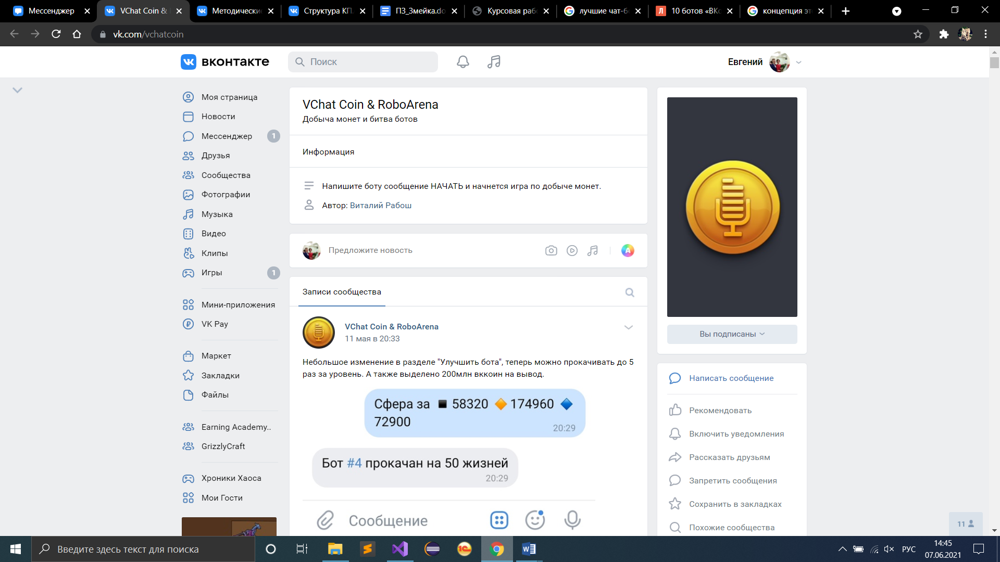 Мессенджер
VChat Coin &
Методические
Структура КП.
ПЗ_Змейка.do
Курсовая раб
лучшие чат-б
10 ботов «ВКо
концепция эт
vk.com/vchatcoin
вконтакте
Поиск
Евгений
Моя страница
Новости
Мессенджер 1
Друзья
Сообщества
Фотографии
Музыка
Видео
Клипы
Игры 1
Мини-приложения
VK Pay
Маркет
Закладки
Файлы
Earning Academy..
GrizzlyCraft
Хроники Хаоса
Мои Гости
VChat Coin & RoboArena
Добыча монет и битва ботов
Информация
Напишите боту сообщение НАЧАТЬ и начнется игра по добыче монет.
Автор: Виталий Рабош
Предложите новость
Записи сообщества
VChat Coin & RoboArena
11 мая в 20:33
Небольшое изменение в разделе "Улучшить бота", теперь можно прокачивать до 5
раз за уровень. А также выделено 200млн вккоин на вывод.
Сфера за 58320 174960
72900
20:29
Бот #4 прокачан на 50 жизней
20:29
Сообщение
Вы подписаны
Написать сообщение
Рекомендовать
Включить уведомления
Рассказать друзьям
Запретить сообщения
Сохранить в закладках
Похожие сообщества
11
Введите здесь текст для поиска
РУС
14:45
07.06.2021